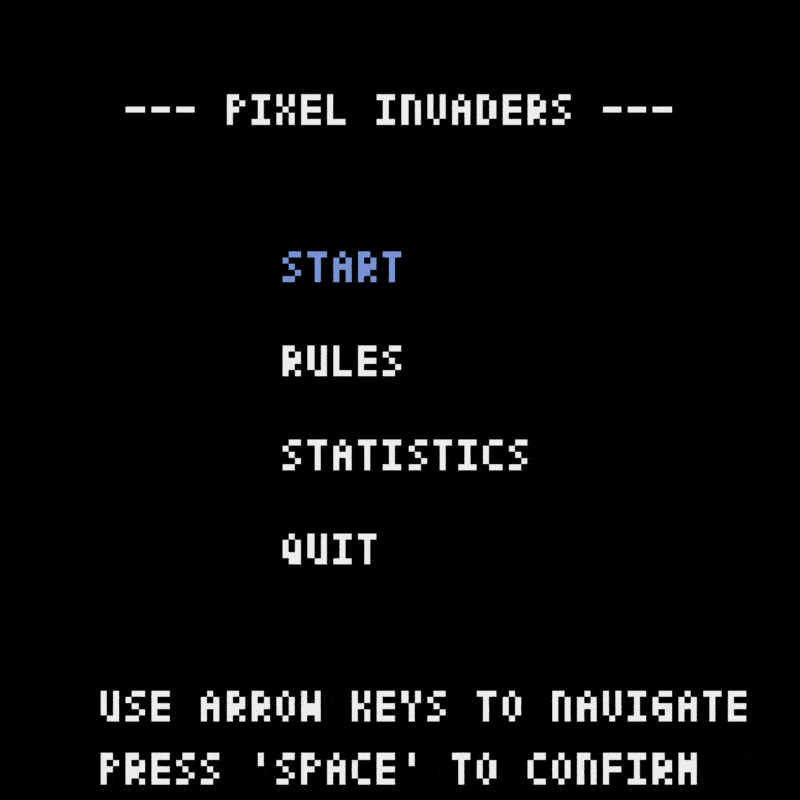 --- PIXEL INVADERS ---
START
RULES
STATISTICS
QUIT
USE ARROW KEYS TO NAVIGATE
PRESS 'SPACE' TO CONFIRM